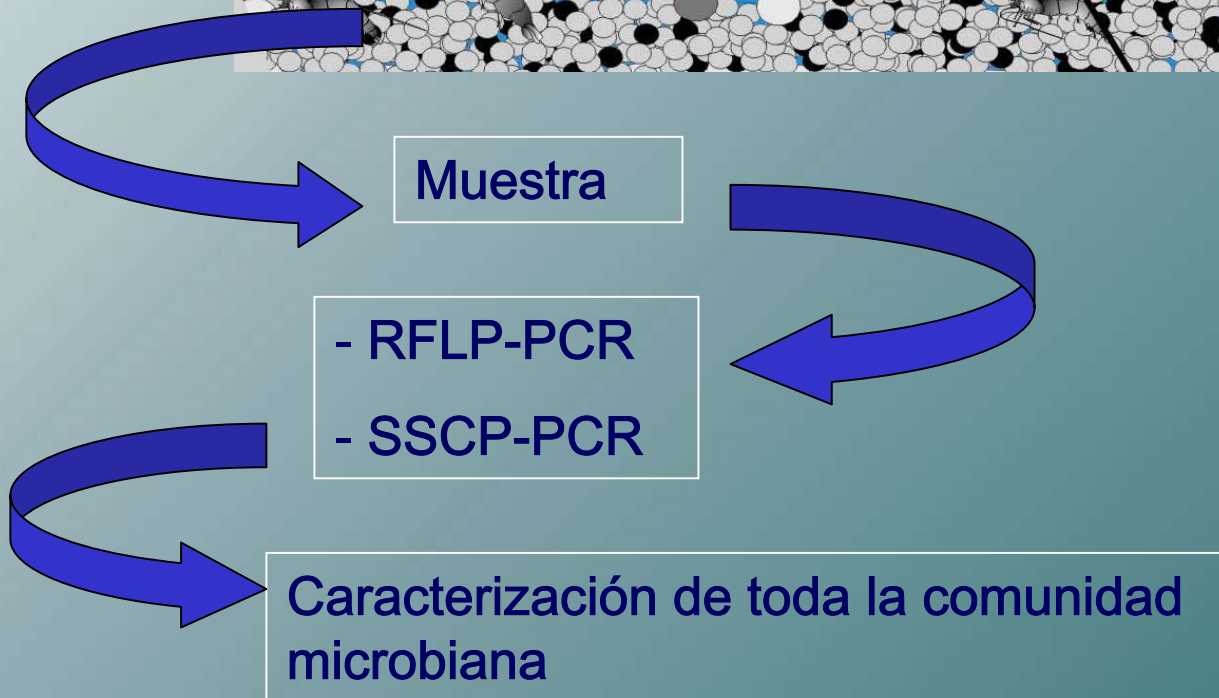 Muestra
- RFLP-PCR
- SSCP-PCR
Caracterización de toda la comunidad
microbiana